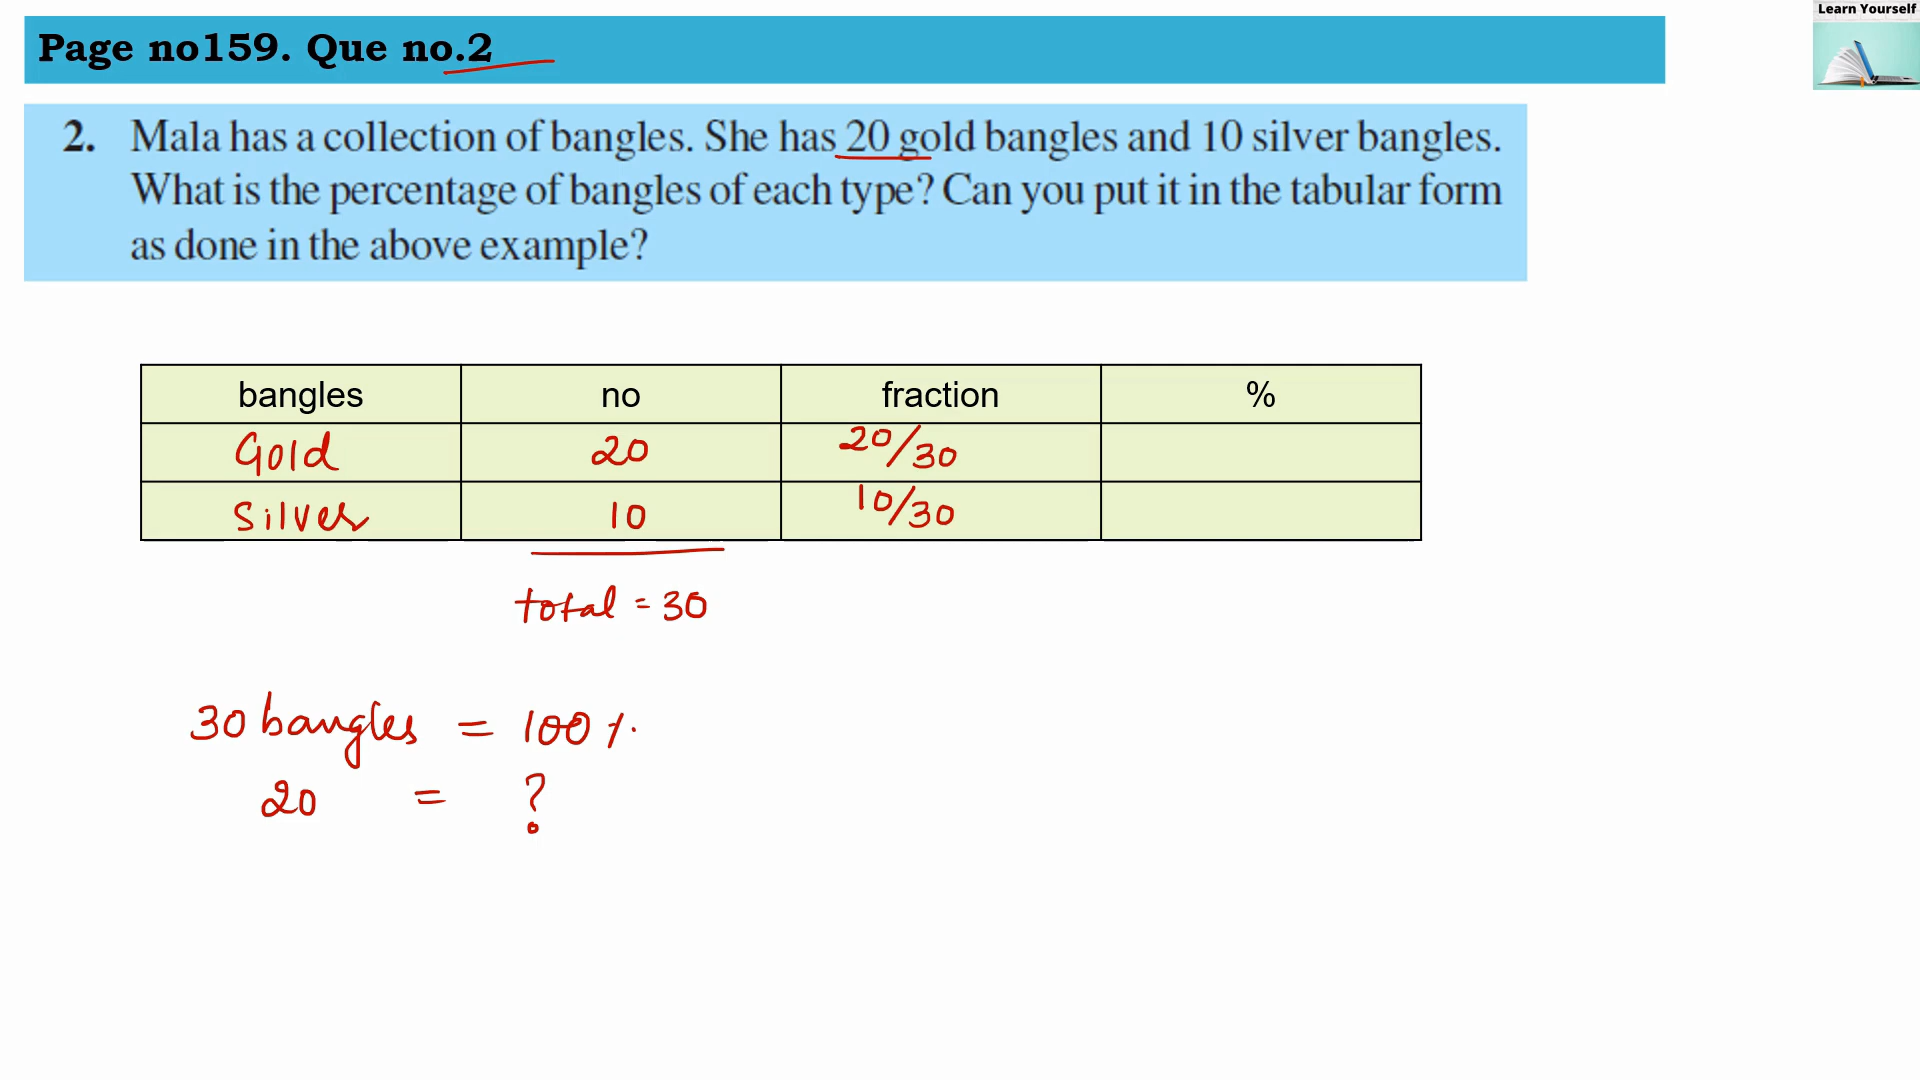 Learn Yourself
Page no159. Que no.2
2. Mala has a collection of bangles. She has 20 gold bangles and 10 silver bangles.
What is the percentage of bangles of each type? Can you put it in the tabular form
as done in the above example?
bangles no fraction %
Gold 20 20/30
Silver 10 10/30
total = 30
30 bangles = 100 %
20 = ?